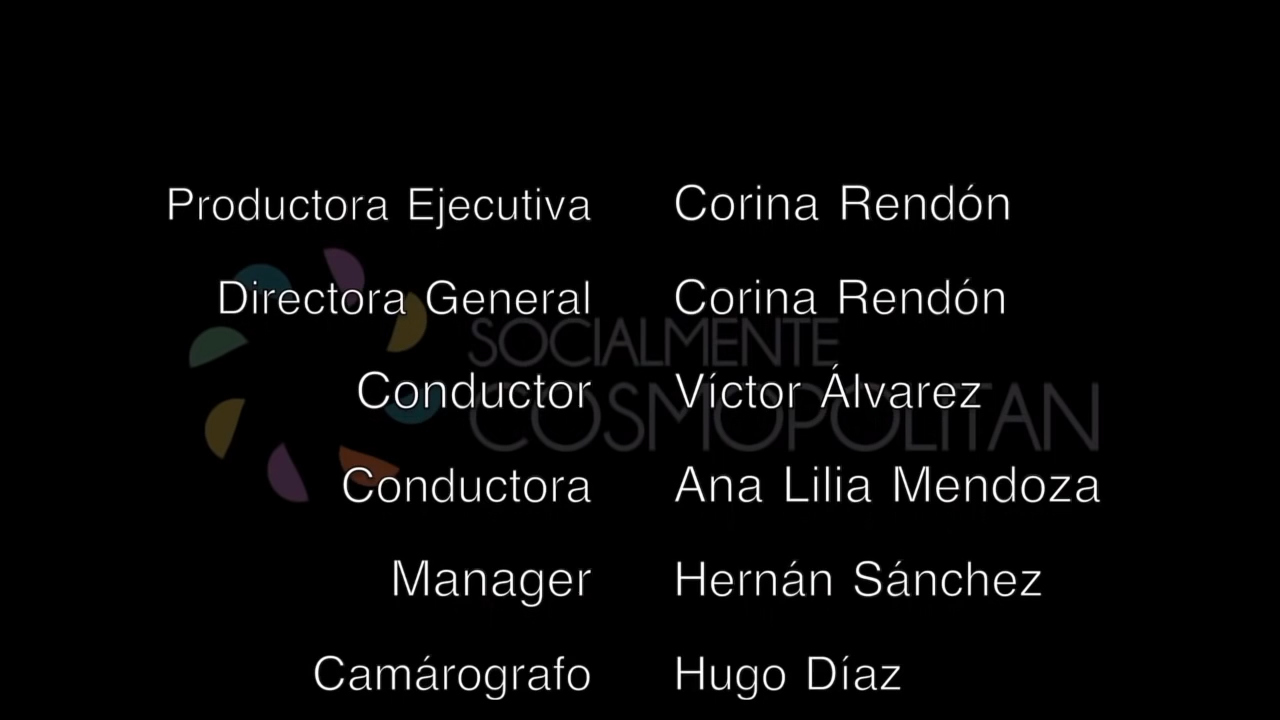 Productora Ejecutiva Corina Rendón
Directora General Corina Rendón
SOCIALMENTE
Conductor Víctor Álvarez
COSMOPOLITAN
Conductora Ana Lilia Mendoza
Manager Hernán Sánchez
Camárografo Hugo Díaz